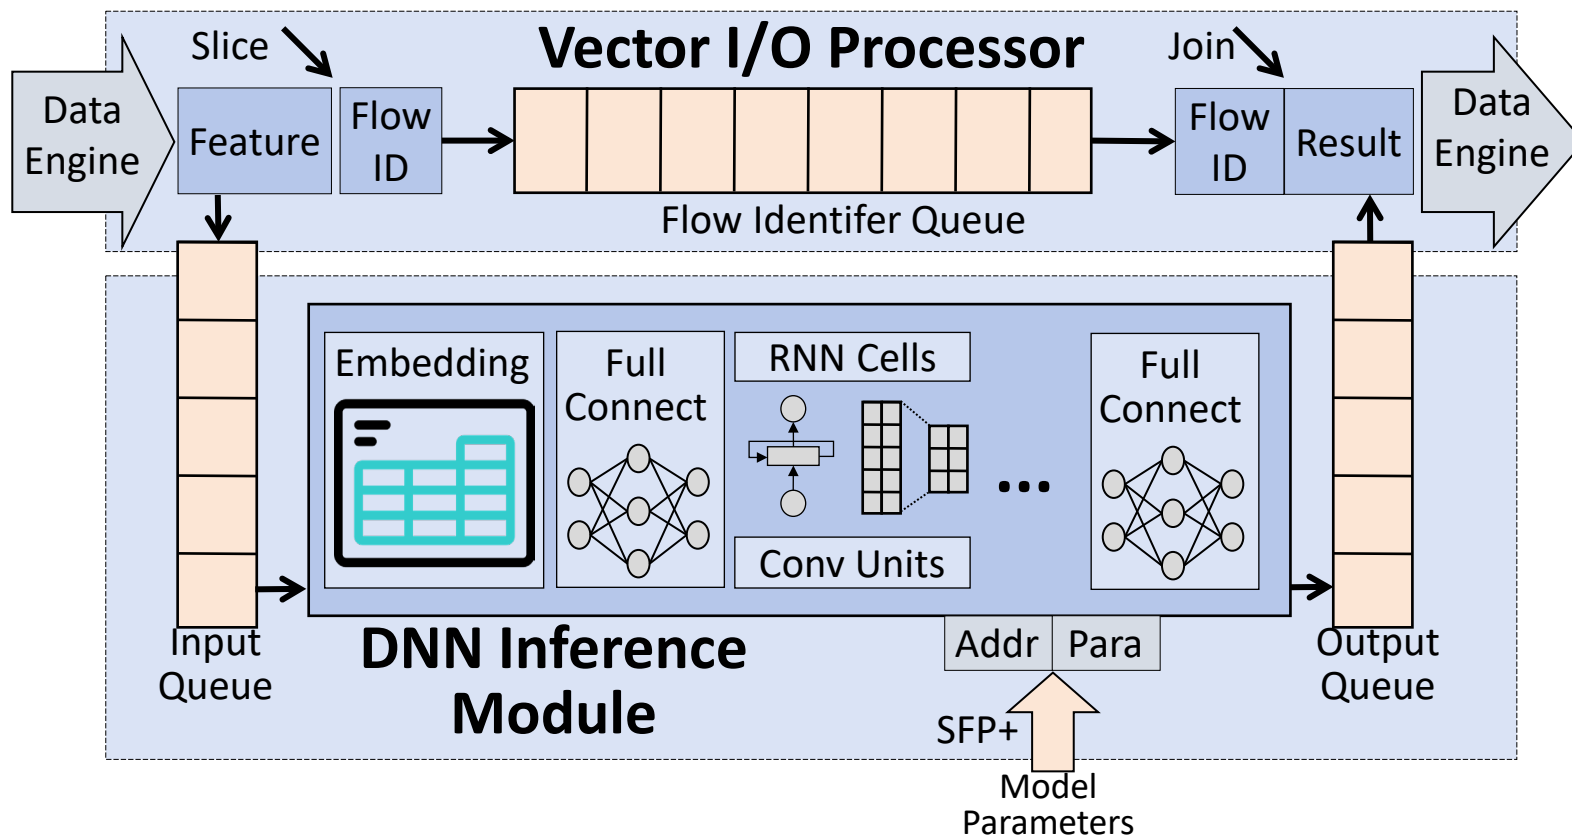 Vector I/O Processor
Slice
Join
Data
Engine
Feature
Flow
ID
Flow
ID
Result
Data
Engine
Flow Identifer Queue
Embedding
Full
Connect
RNN Cells
Conv Units
...
Full
Connect
Input
Queue
DNN Inference
Module
Addr
Para
Output
Queue
SFP+
Model
Parameters